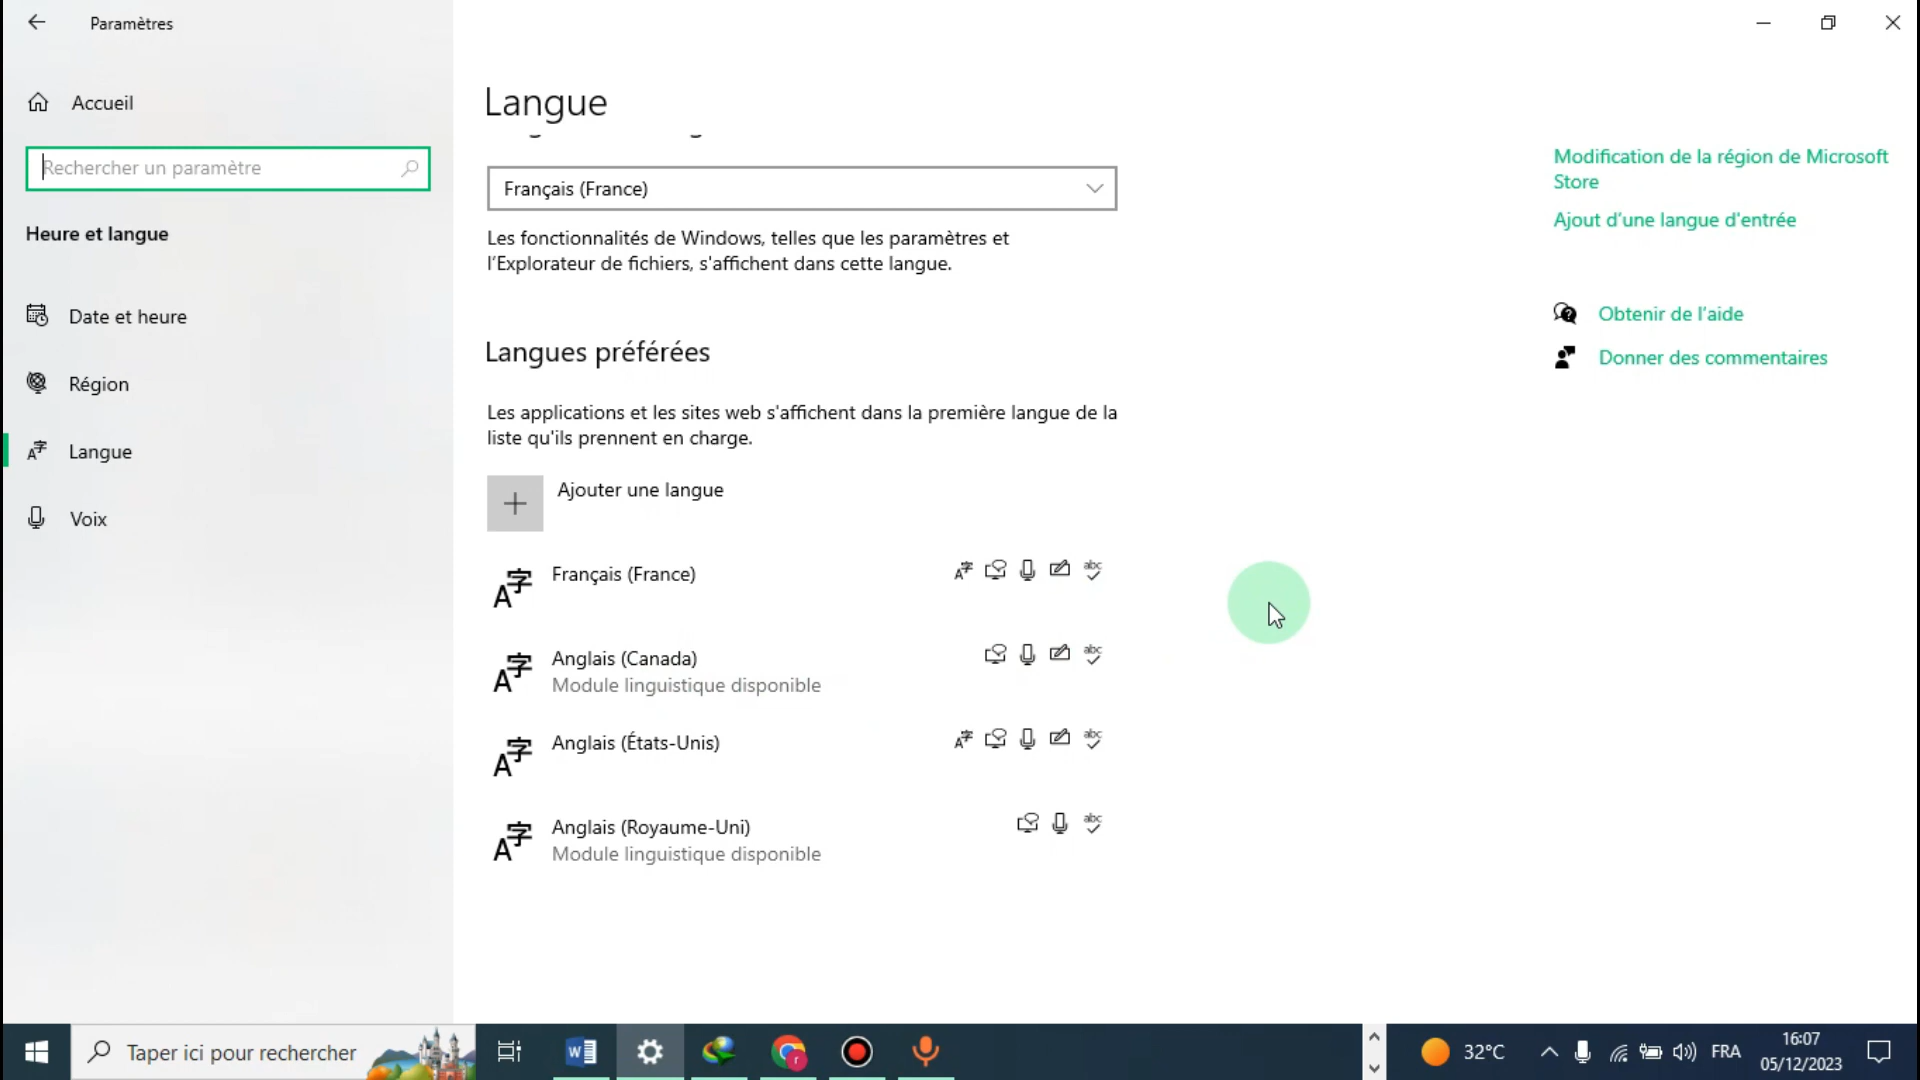 Paramètres
Accueil
Rechercher un paramètre
Heure et langue
Date et heure
Région
Langue
Voix
Langue
Français (France)
Les fonctionnalités de Windows, telles que les paramètres et
l'Explorateur de fichiers, s'affichent dans cette langue.
Langues préférées
Les applications et les sites web s'affichent dans la première langue de la
liste qu'ils prennent en charge.
Ajouter une langue
Français (France)
Anglais (Canada)
Module linguistique disponible
Anglais (États-Unis)
Anglais (Royaume-Uni)
Module linguistique disponible
Modification de la région de Microsoft
Store
Ajout d'une langue d'entrée
Obtenir de l'aide
Donner des commentaires
Taper ici pour rechercher
32°C
FRA
16:07
05/12/2023